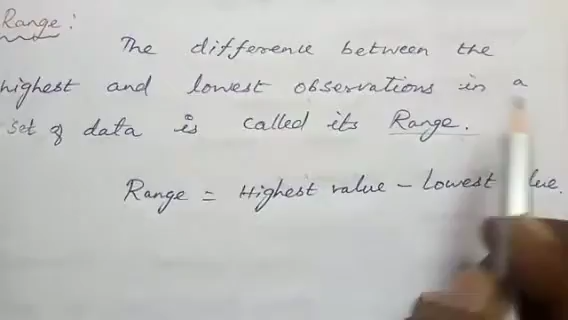 Range:
The difference between the
highest and lowest observations in a
set of data is called its Range.
Range = Highest value - Lowest lue.